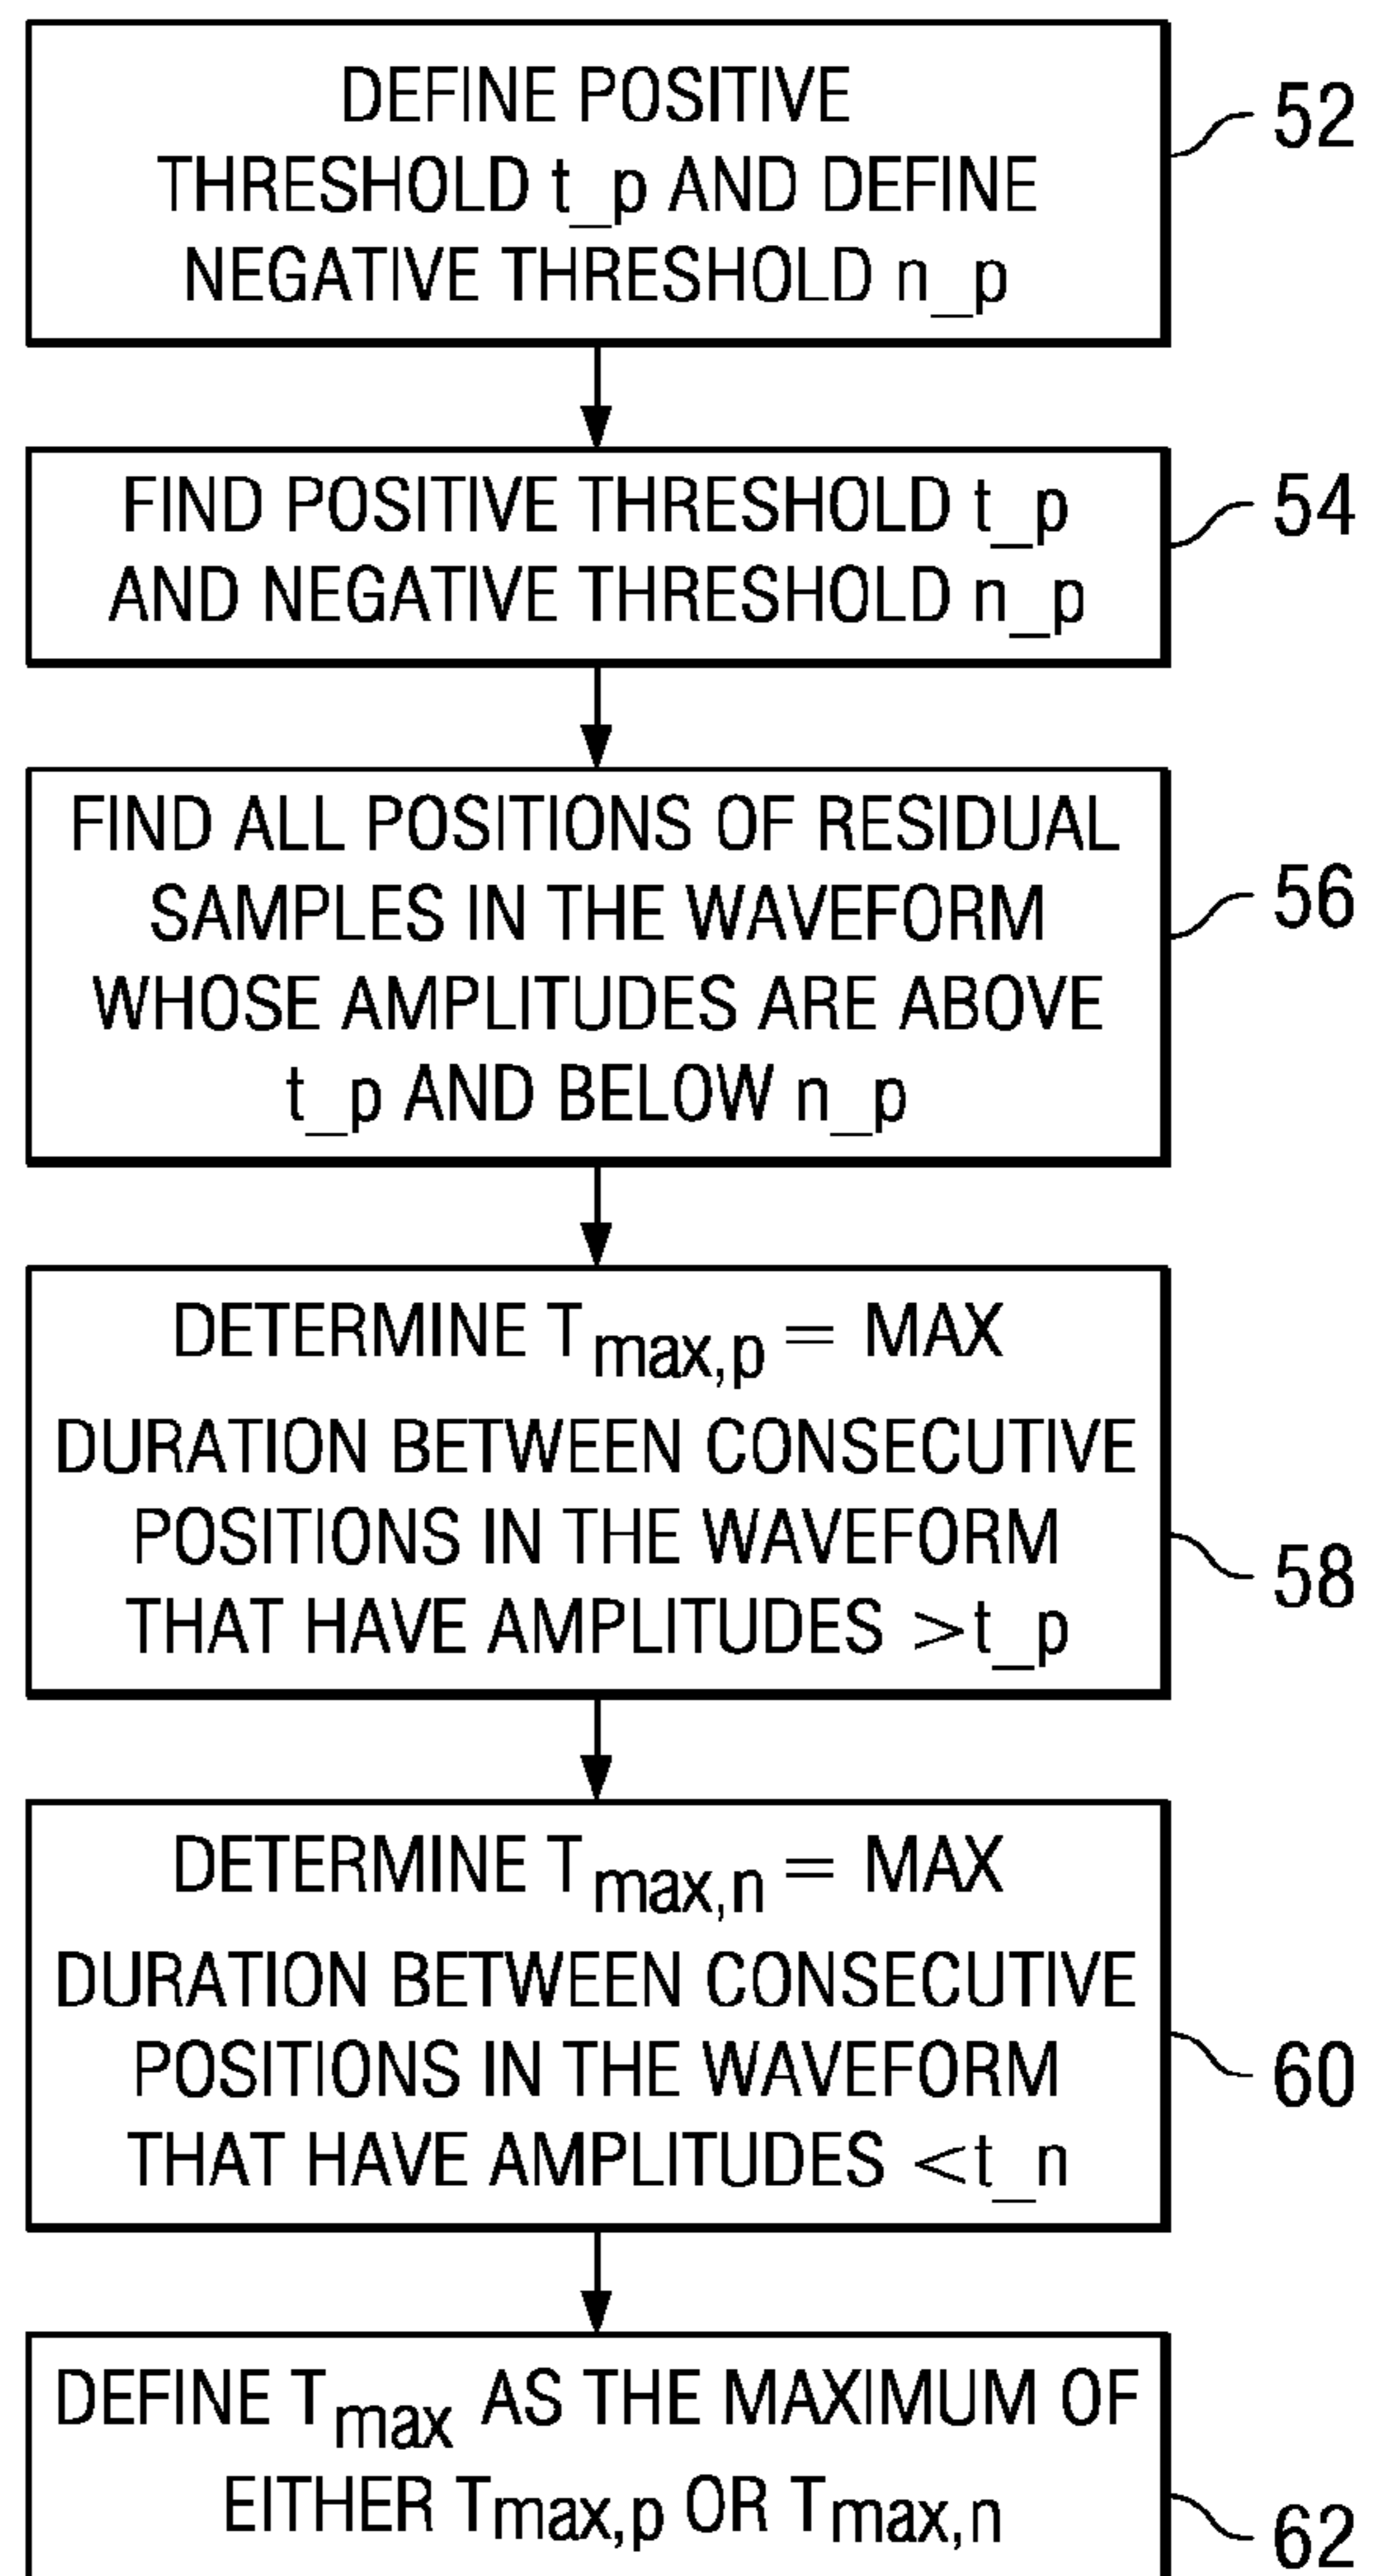 DEFINE POSITIVE
THRESHOLD t_p AND DEFINE
NEGATIVE THRESHOLD n_p
52
FIND POSITIVE THRESHOLD t_p
AND NEGATIVE THRESHOLD n_p
54
FIND ALL POSITIONS OF RESIDUAL
SAMPLES IN THE WAVEFORM
WHOSE AMPLITUDES ARE ABOVE
t_p AND BELOW n_p
56
DETERMINE Tmax,p = MAX
DURATION BETWEEN CONSECUTIVE
POSITIONS IN THE WAVEFORM
THAT HAVE AMPLITUDES >t_p
58
DETERMINE Tmax,n = MAX
DURATION BETWEEN CONSECUTIVE
POSITIONS IN THE WAVEFORM
THAT HAVE AMPLITUDES <t_n
60
DEFINE Tmax AS THE MAXIMUM OF
EITHER Tmax,p OR Tmax,n
62